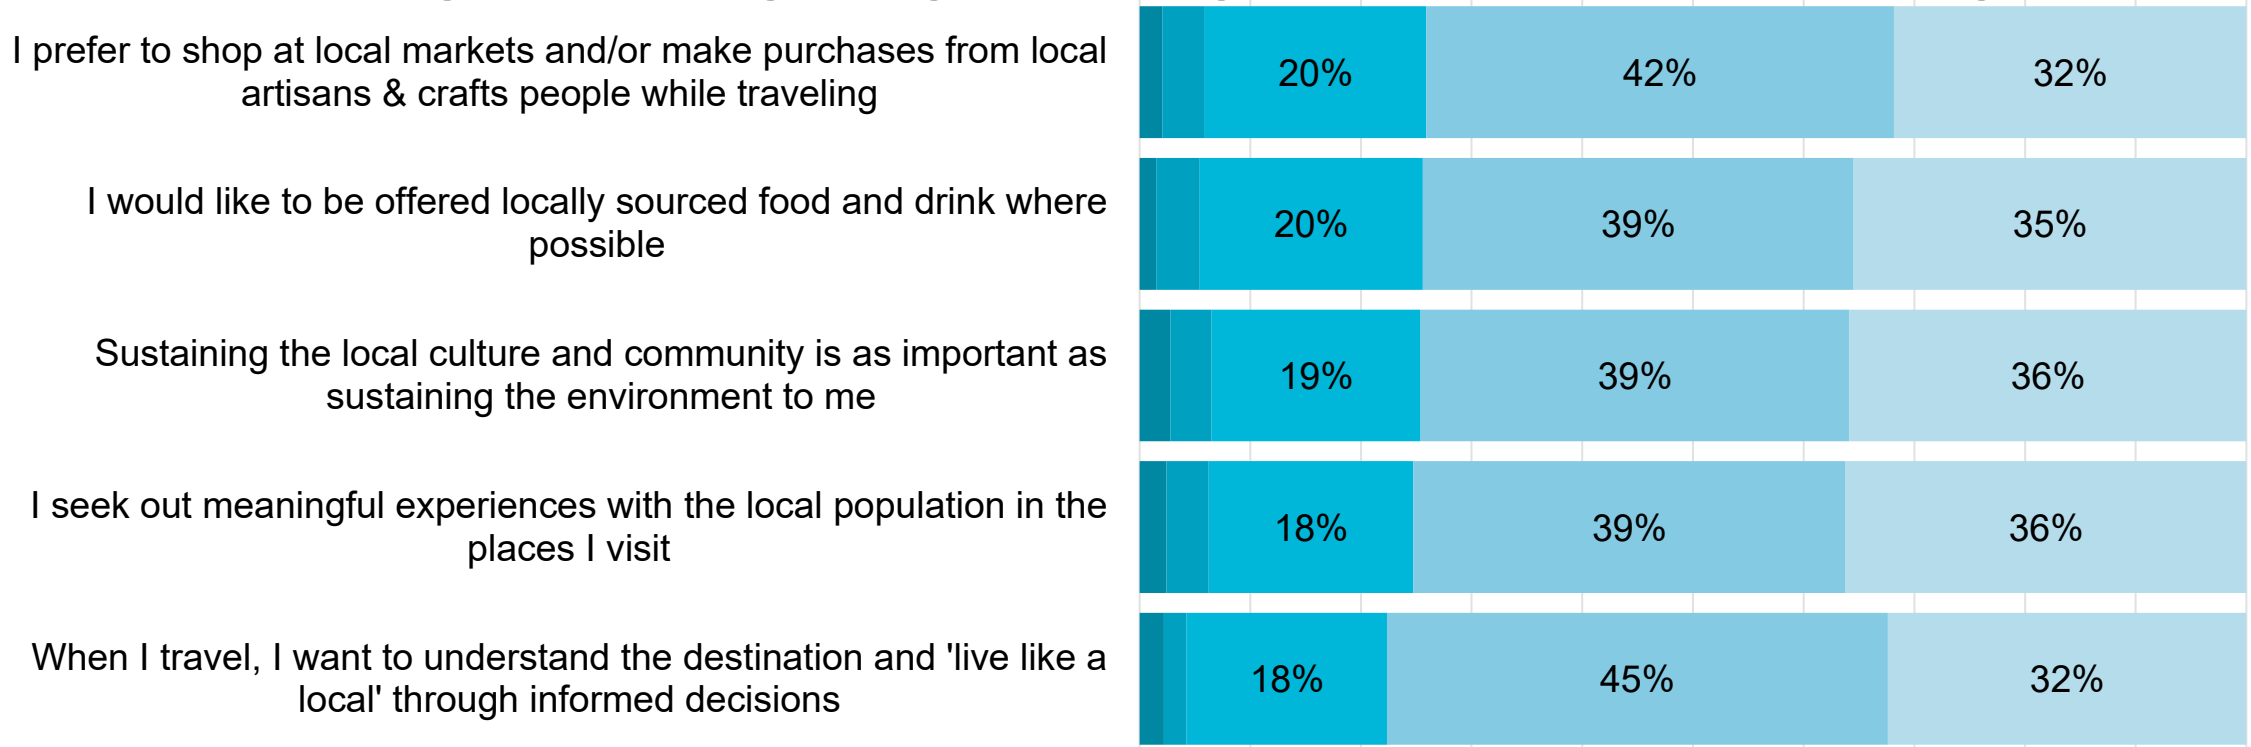 I prefer to shop at local markets and/or make purchases from local
artisans & crafts people while traveling
20%
42%
32%
I would like to be offered locally sourced food and drink where
possible
20%
39%
35%
Sustaining the local culture and community is as important as
sustaining the environment to me
19%
39%
36%
I seek out meaningful experiences with the local population in the
places I visit
18%
39%
36%
When I travel, I want to understand the destination and 'live like a
local' through informed decisions
18%
45%
32%